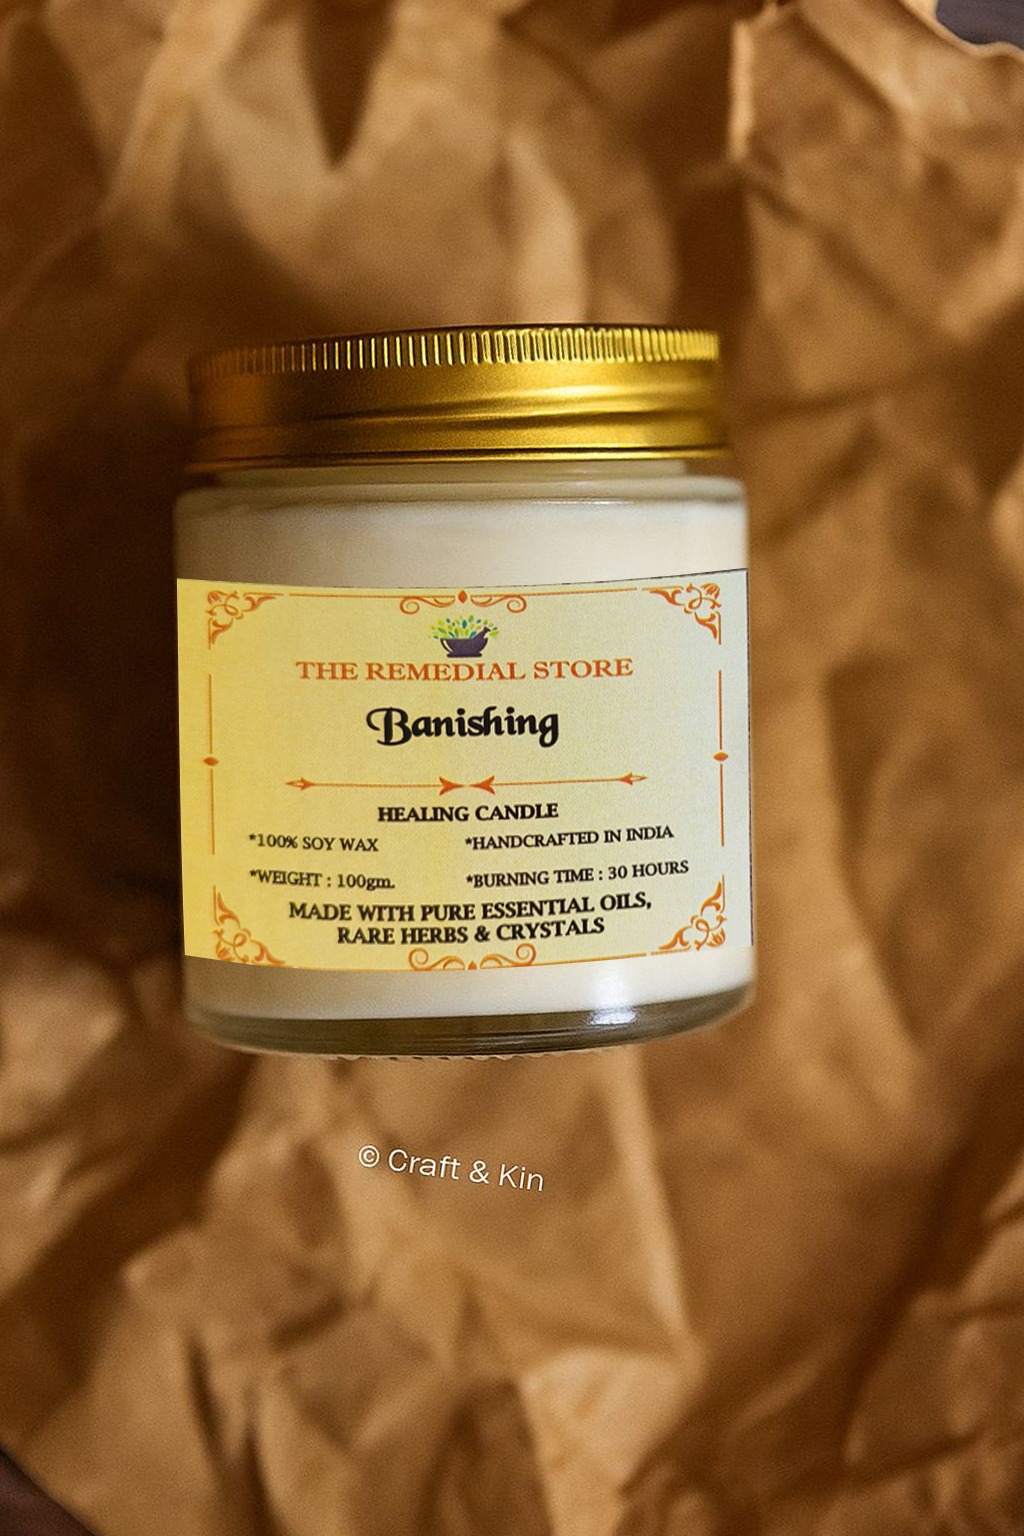 THE REMEDIAL STORE
Banishing
HEALING CANDLE
*100% SOY WAX *HANDCRAFTED IN INDIA
*WEIGHT : 100gm. *BURNING TIME : 30 HOURS
MADE WITH PURE ESSENTIAL OILS,
RARE HERBS & CRYSTALS
© Craft & Kin